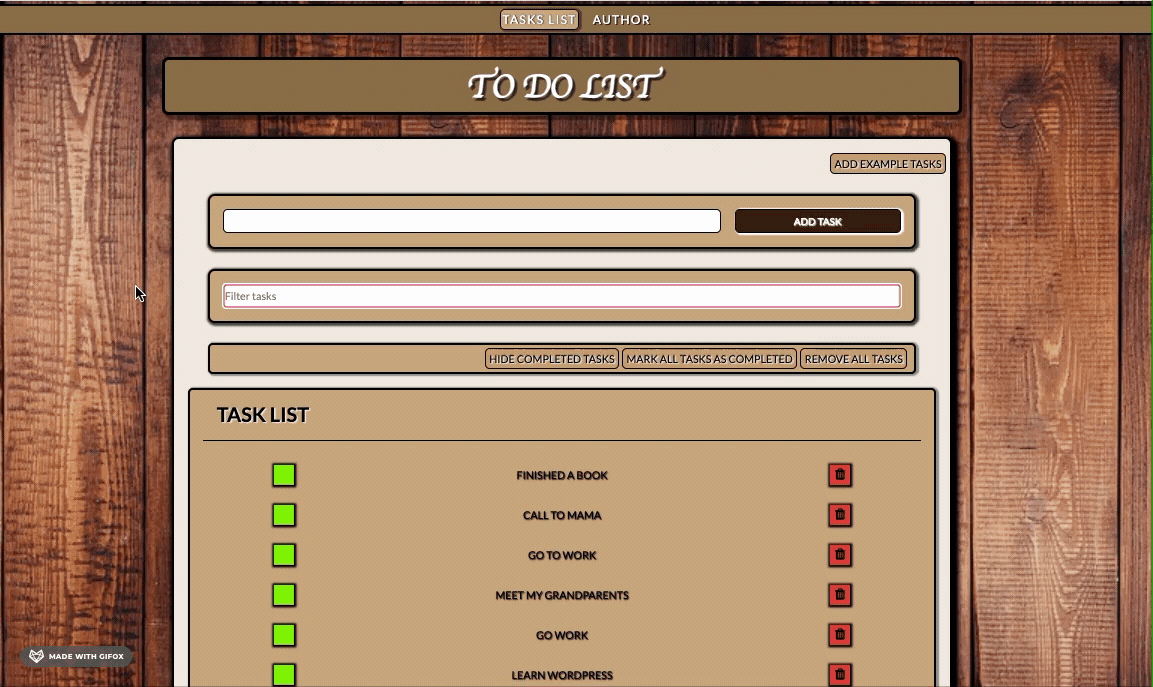 TASKS LIST AUTHOR
TO DO LIST
ADD EXAMPLE TASKS
ADD TASK
Filter tasks
HIDE COMPLETED TASKS MARK ALL TASKS AS COMPLETED REMOVE ALL TASKS
TASK LIST
FINISHED A BOOK
CALL TO MAMA
GO TO WORK
MEET MY GRANDPARENTS
GO WORK
LEARN WORDPRESS
MADE WITH GIFOX